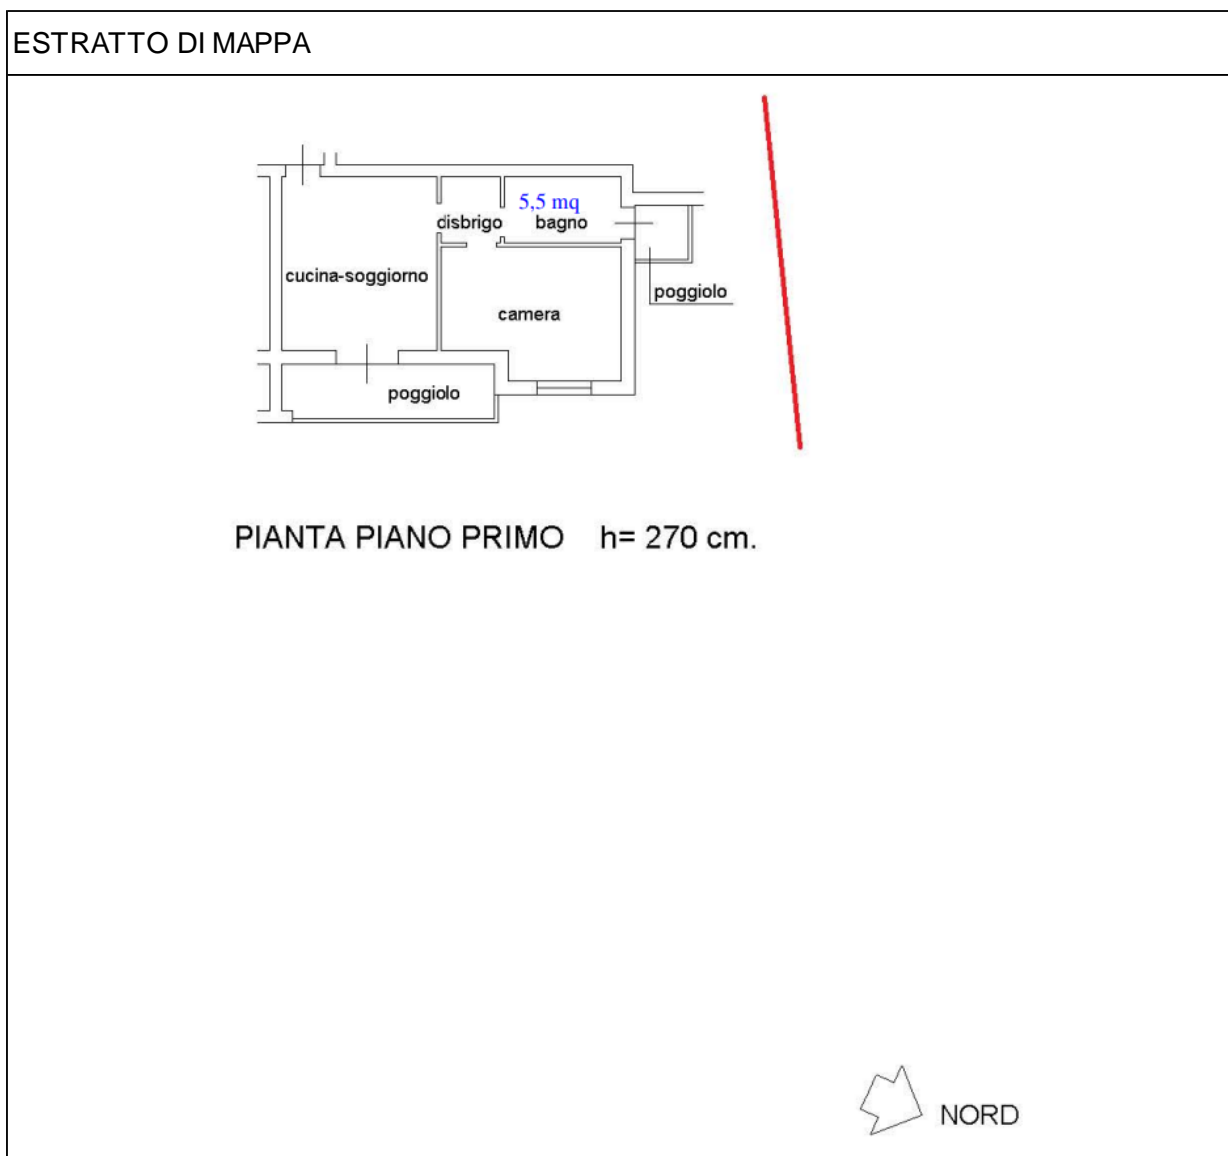 ESTRATTO DI MAPPA
5,5 mq
disbrigo
bagno
cucina-soggiorno
poggiolo
camera
poggiolo
PIANTA PIANO PRIMO h= 270 cm.
NORD